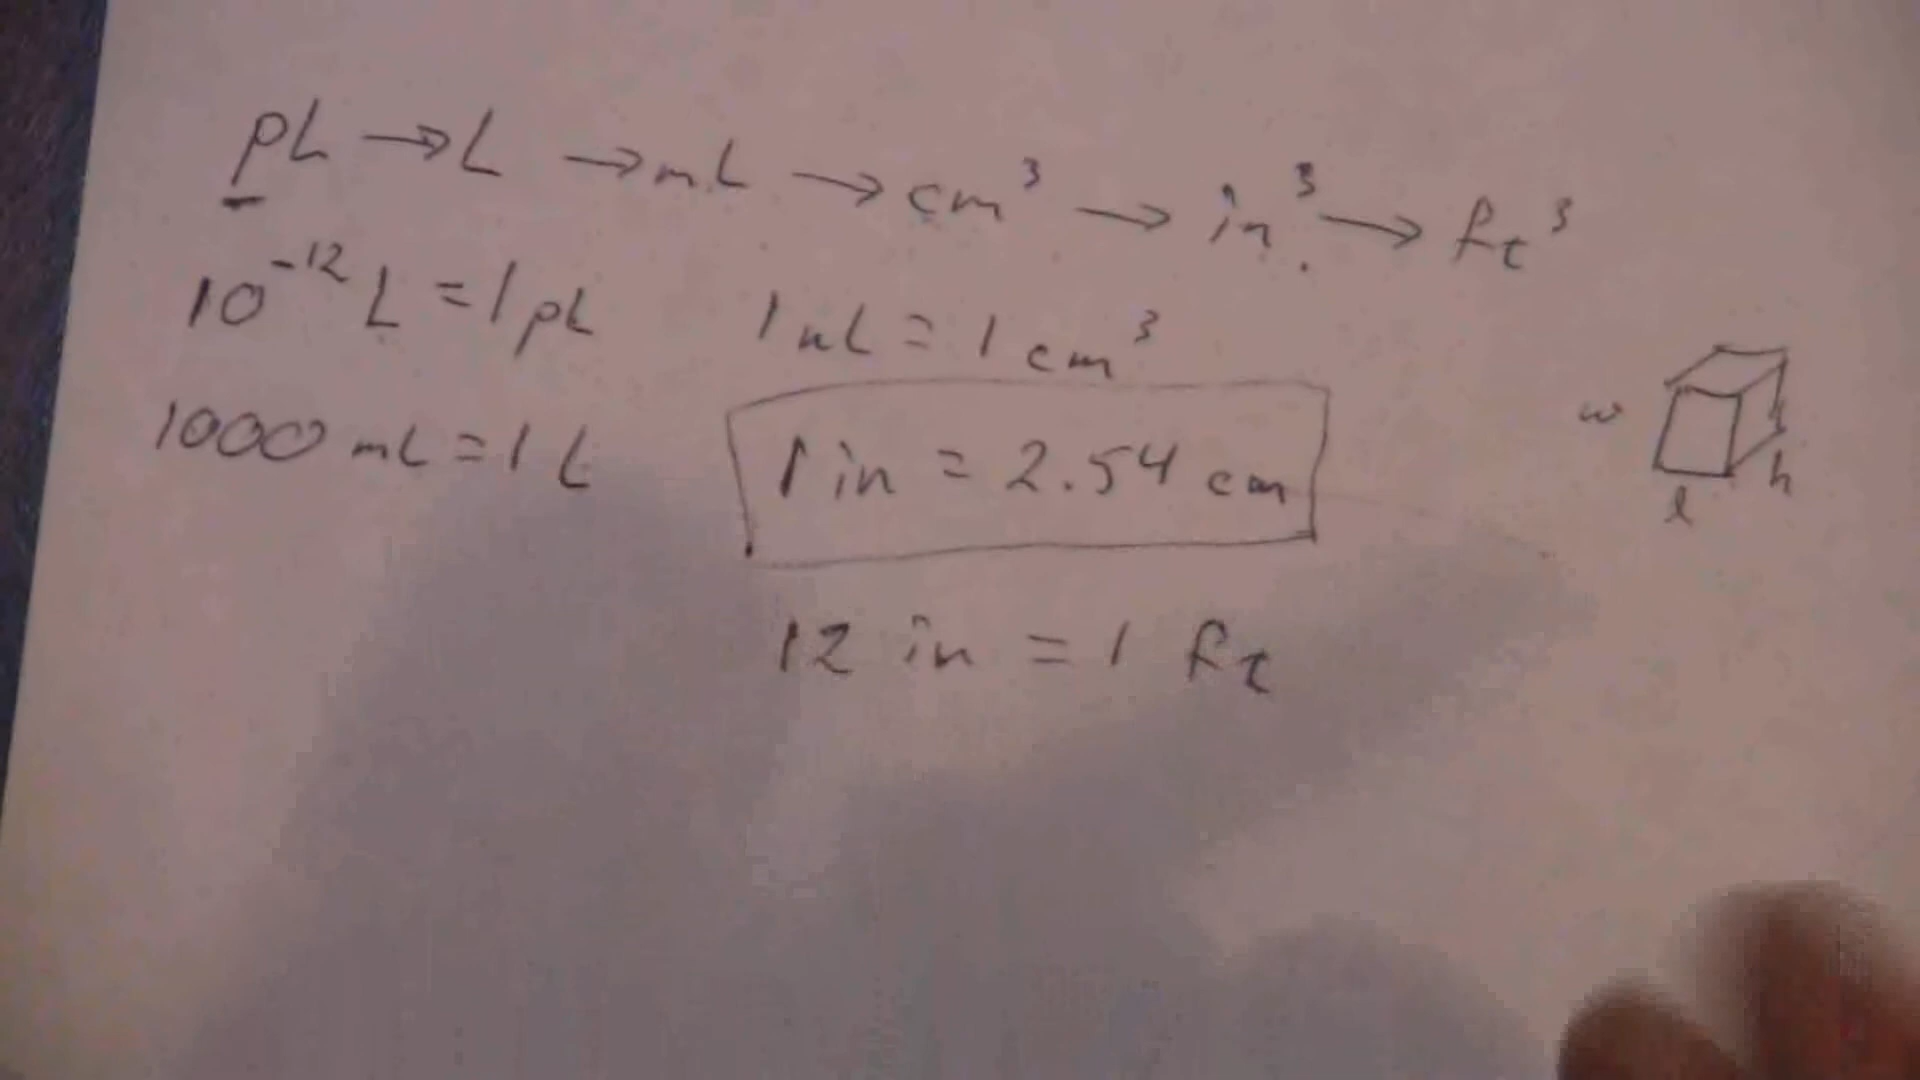 pL → L → mL → cm³ → in³ → ft³
10⁻¹² L = 1 pL
1 mL = 1 cm³
1000 mL = 1 L
1 in = 2.54 cm
12 in = 1 ft
w
l
h